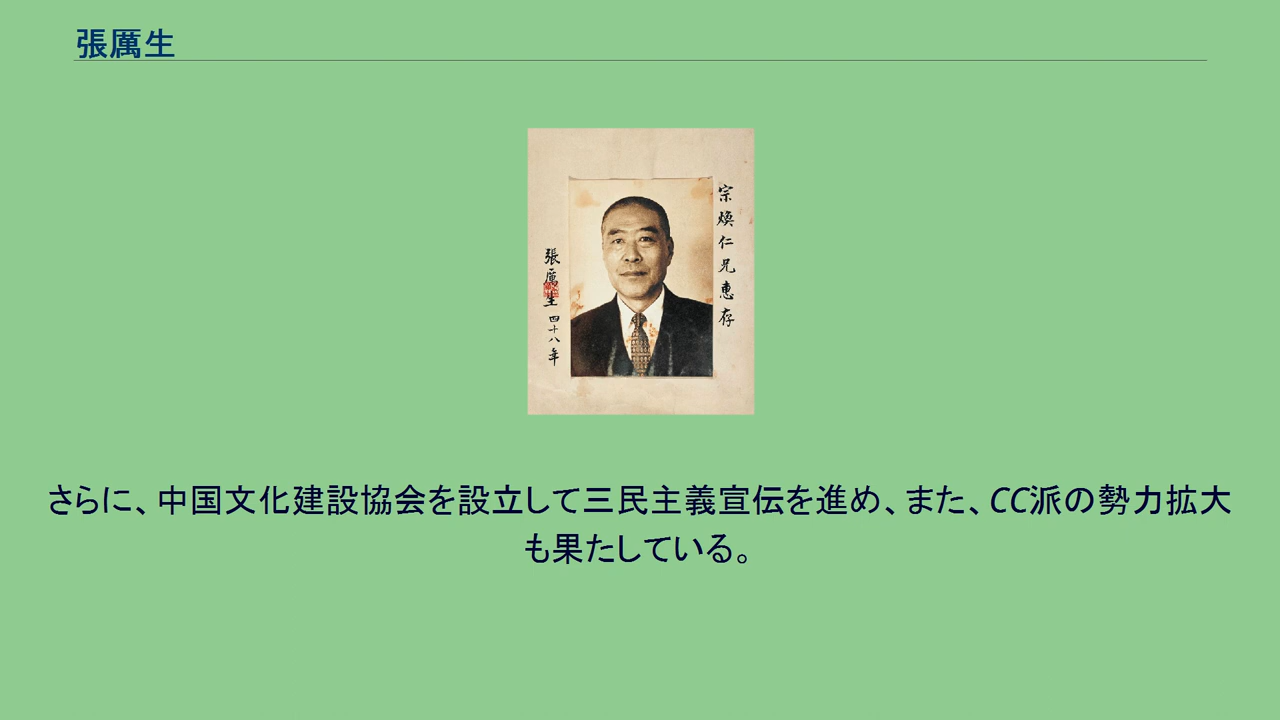 張厲生
宗煥仁兄惠存
張厲生 四十八年
さらに、中国文化建設協会を設立して三民主義宣伝を進め、また、CC派の勢力拡大
も果たしている。